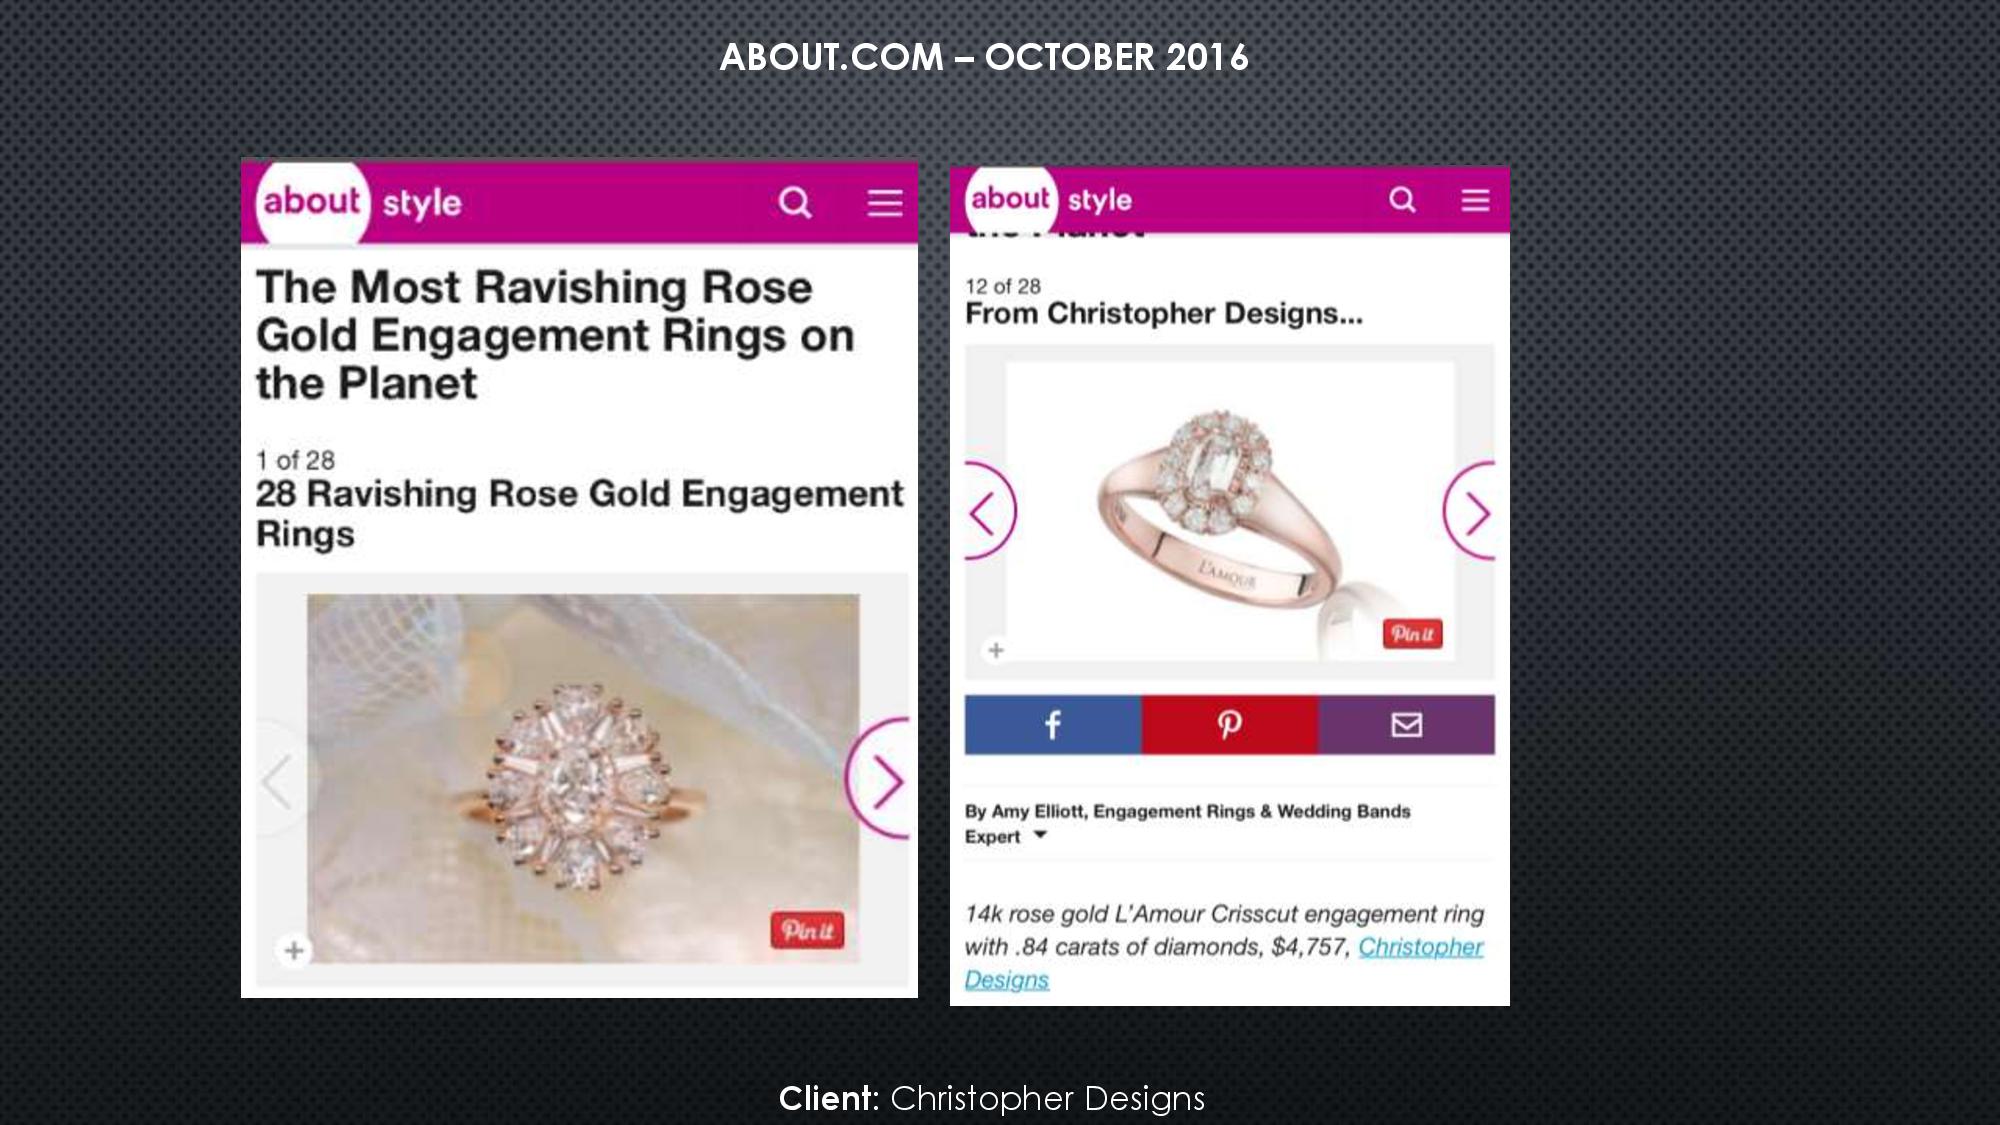 ABOUT.COM – OCTOBER 2016
about style
The Most Ravishing Rose
Gold Engagement Rings on
the Planet
1 of 28
28 Ravishing Rose Gold Engagement
Rings
Pin it
about style
the Planet
12 of 28
From Christopher Designs...
L'AMOUR
Pin it
By Amy Elliott, Engagement Rings & Wedding Bands
Expert
14k rose gold L'Amour Crisscut engagement ring
with .84 carats of diamonds, $4,757, Christopher
Designs
Client: Christopher Designs